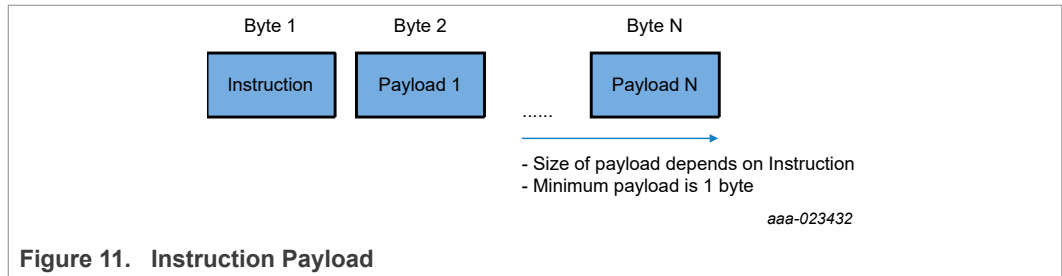 Byte 1 Byte 2 Byte N
Instruction Payload 1 Payload N
......
- Size of payload depends on Instruction
- Minimum payload is 1 byte
aaa-023432
Figure 11. Instruction Payload